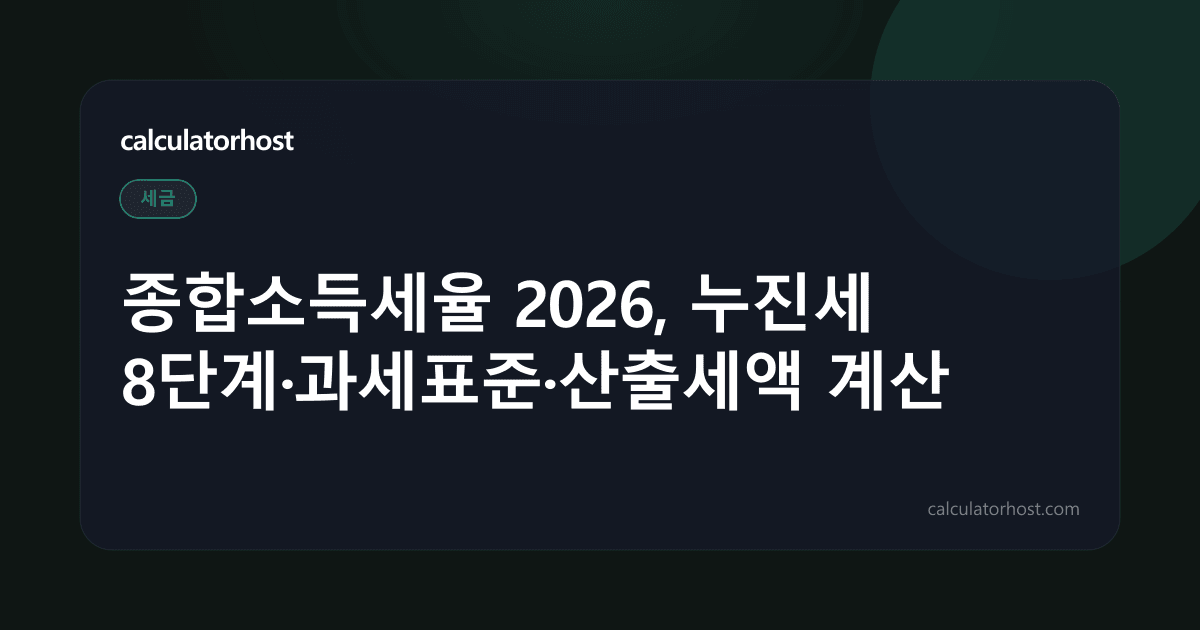 calculatorhost
세금
종합소득세율 2026, 누진세
8단계·과세표준·산출세액 계산
calculatorhost.com